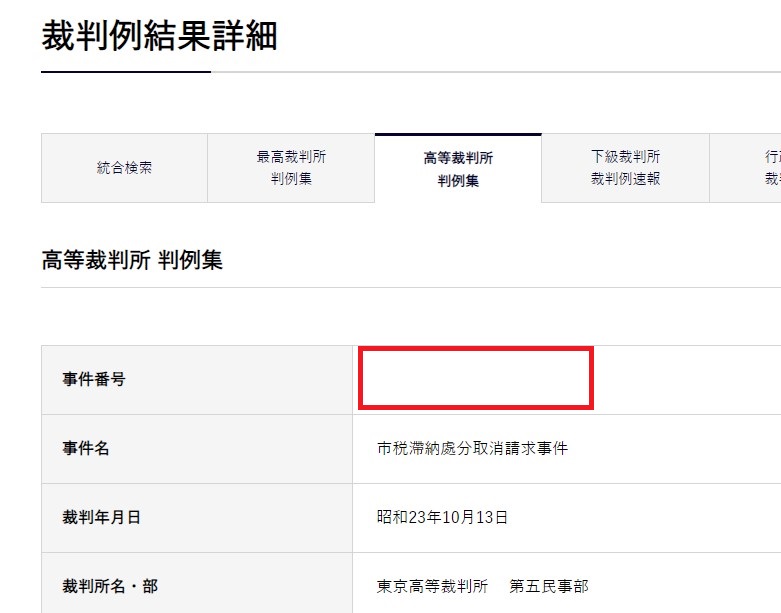 裁判例結果詳細
統合検索
最高裁判所
判例集
高等裁判所
判例集
下級裁判所
裁判例速報
高等裁判所 判例集
事件番号
事件名
市税滞納處分取消請求事件
裁判年月日
昭和23年10月13日
裁判所名・部
東京高等裁判所 第五民事部